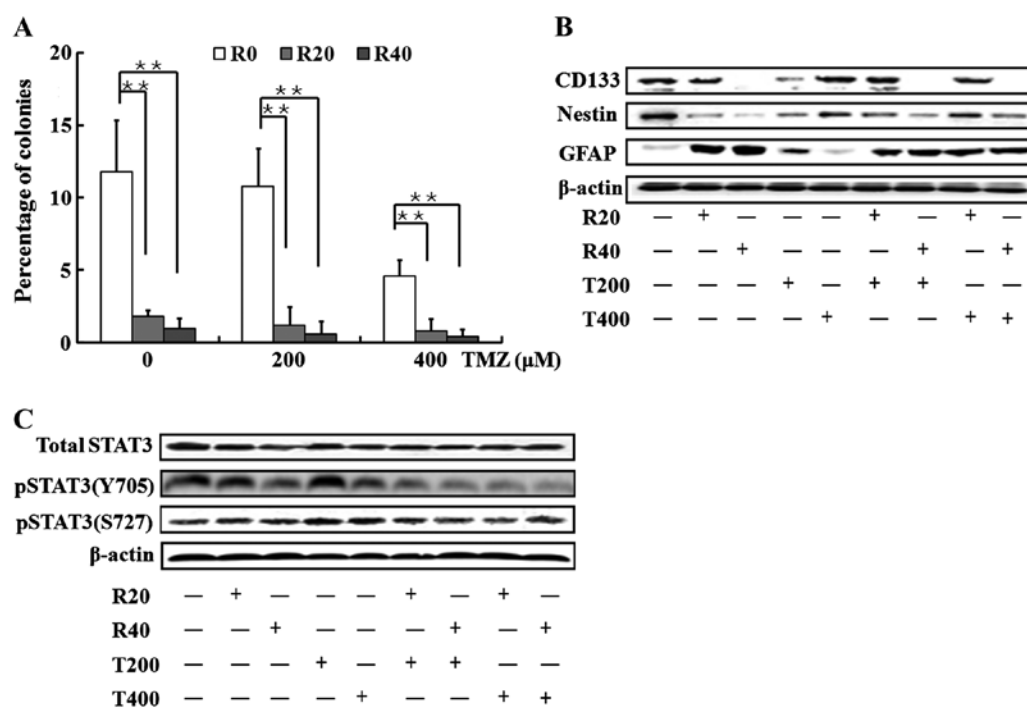 A
R0 R20 R40
Percentage of colonies
20
15
10
5
0
** ** ** ** ** **
0 200 400 TMZ (μM)
B
CD133
Nestin
GFAP
β-actin
R20 — + — — — + — + —
R40 — — + — — — + — +
T200 — — — + — + + — —
T400 — — — — + — — + +
C
Total STAT3
pSTAT3(Y705)
pSTAT3(S727)
β-actin
R20 — + — — — + — + —
R40 — — + — — — + — +
T200 — — — + — + + — —
T400 — — — — + — — + +